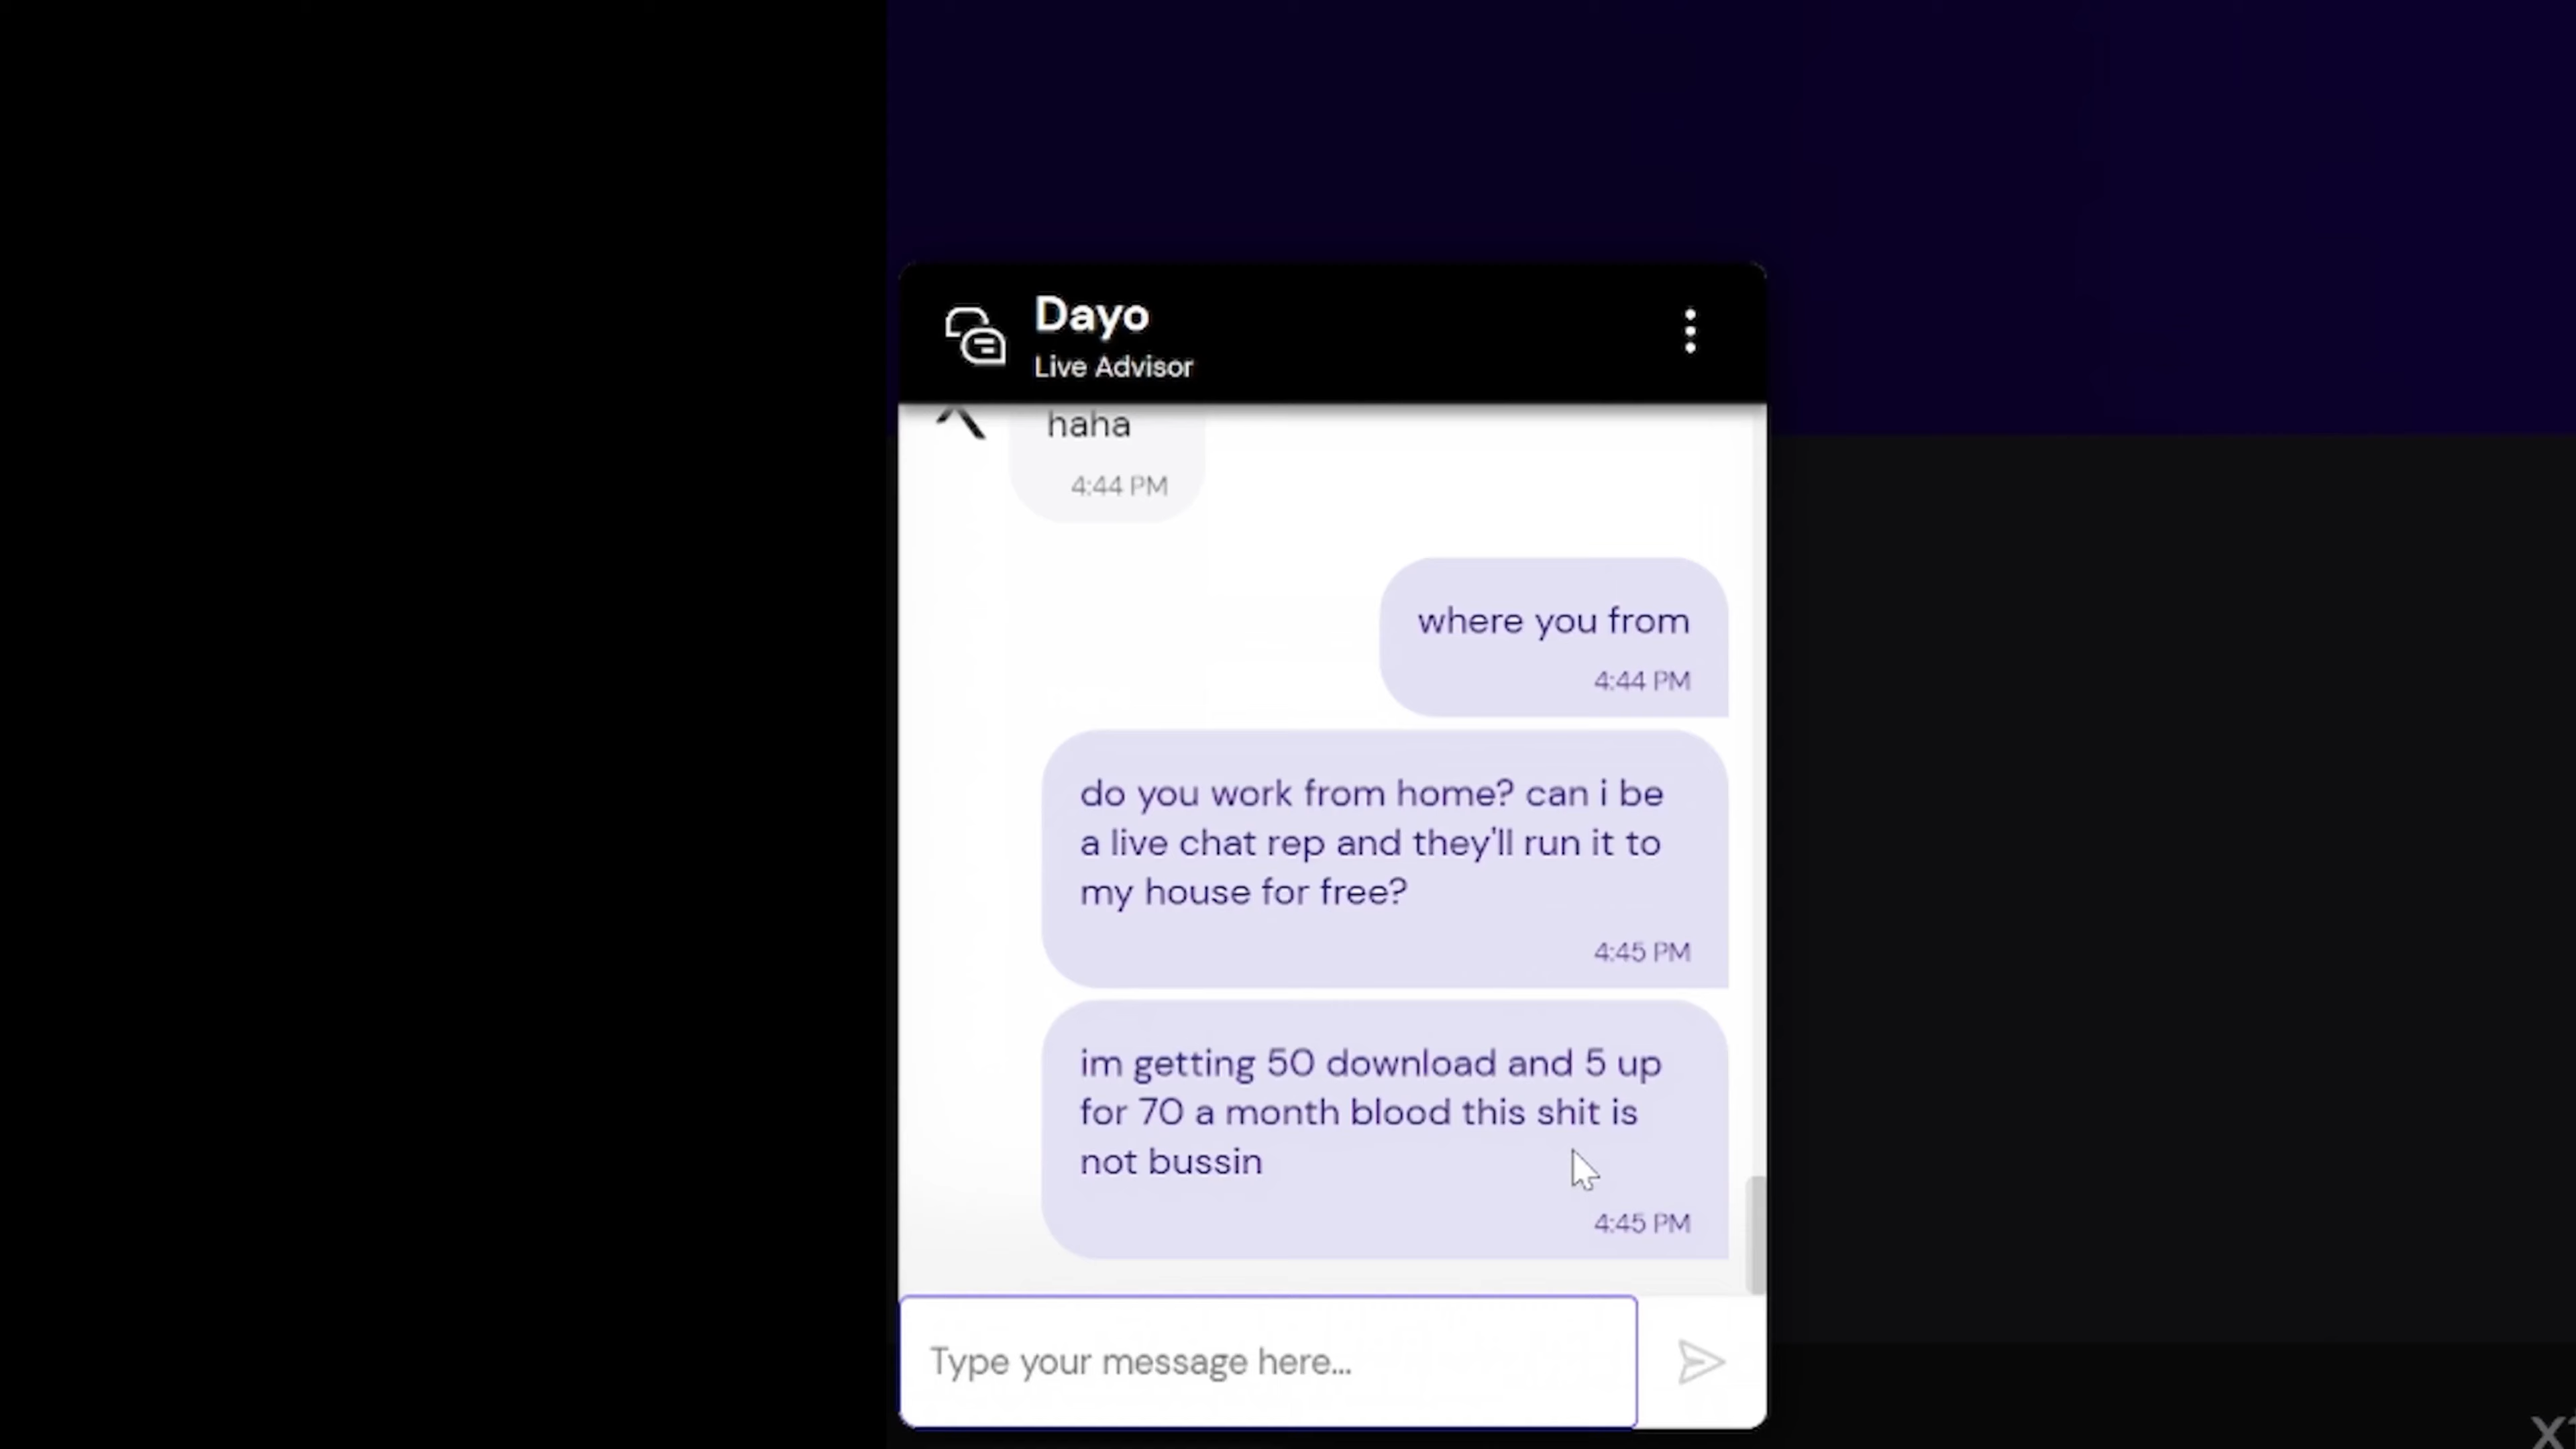 Dayo
Live Advisor
haha
4:44 PM
where you from
4:44 PM
do you work from home? can i be
a live chat rep and they'll run it to
my house for free?
4:45 PM
im getting 50 download and 5 up
for 70 a month blood this shit is
not bussin
4:45 PM
Type your message here...